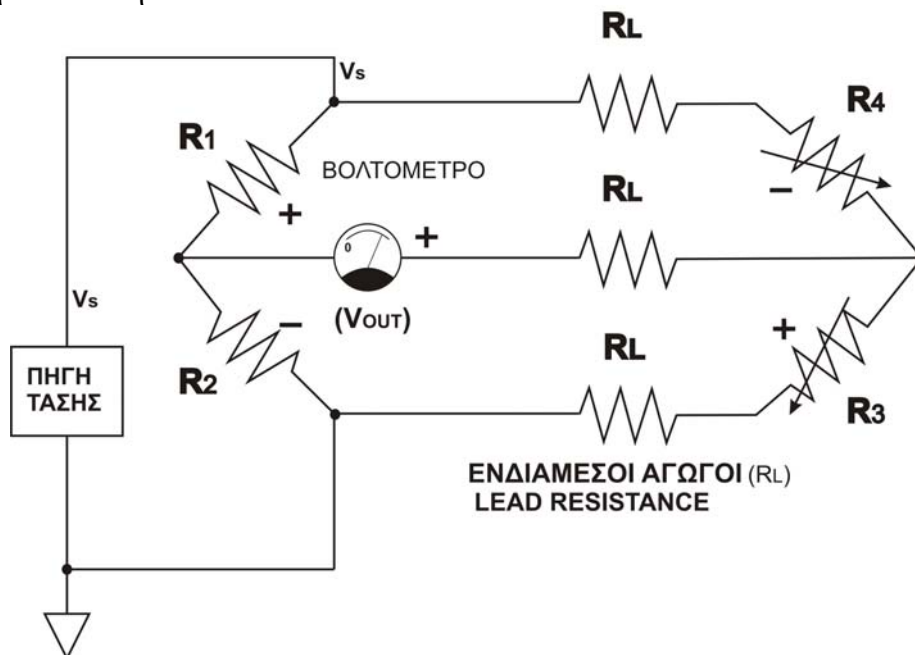 RL
Vs
R4
R1
ΒΟΛΤΟΜΕΤΡΟ
RL
+
+
−
0
Vs
(VOUT)
−
+
RL
R2
ΠΗΓΗ
ΤΑΣΗΣ
R3
ΕΝΔΙΑΜΕΣΟΙ ΑΓΩΓΟΙ (RL)
LEAD RESISTANCE